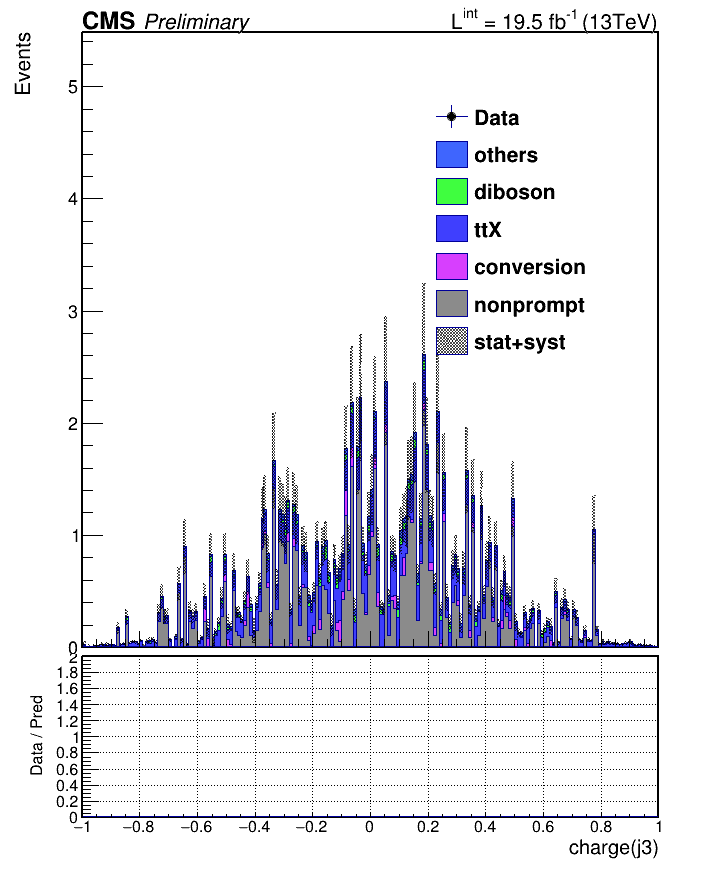 CMS Preliminary L^int = 19.5 fb^-1 (13TeV)
Events
5
4
3
2
1
0
Data
others
diboson
ttX
conversion
nonprompt
stat+syst
Data / Pred
2
1.8
1.6
1.4
1.2
1
0.8
0.6
0.4
0.2
0
−1 −0.8 −0.6 −0.4 −0.2 0 0.2 0.4 0.6 0.8 1
charge(j3)